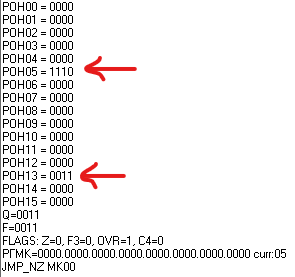 РОН00 = 0000
РОН01 = 0000
РОН02 = 0000
РОН03 = 0000
РОН04 = 0000
РОН05 = 1110
РОН06 = 0000
РОН07 = 0000
РОН08 = 0000
РОН09 = 0000
РОН10 = 0000
РОН11 = 0000
РОН12 = 0000
РОН13 = 0011
РОН14 = 0000
РОН15 = 0000
Q=0011
F=0011
FLAGS: Z=0, F3=0, OVR=1, C4=0
РГМК=0000.0000.0000.0000.0000.0000.0000 curr:05
JMP_NZ MK00